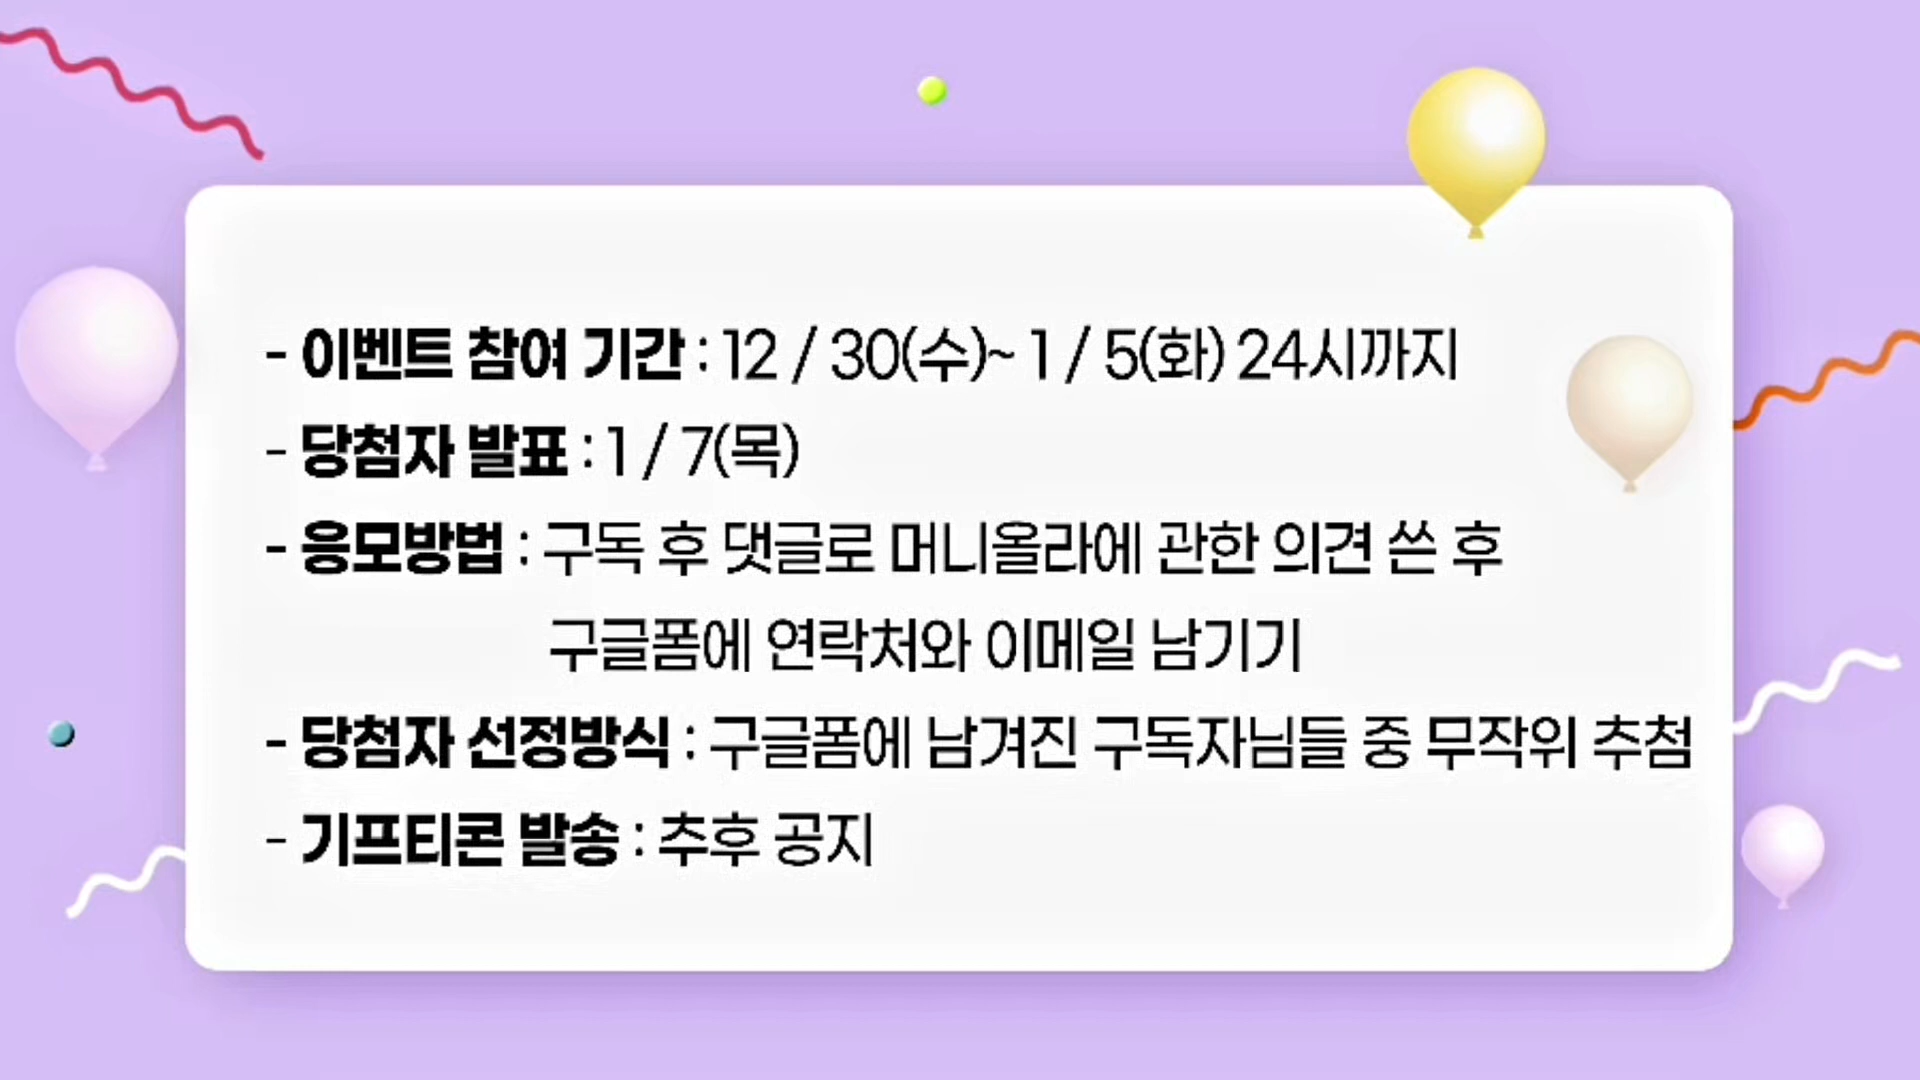 - 이벤트 참여 기간 : 12 / 30(수)~ 1 / 5(화) 24시까지
- 당첨자 발표 : 1 / 7(목)
- 응모방법 : 구독 후 댓글로 머니올라에 관한 의견 쓴 후
구글폼에 연락처와 이메일 남기기
- 당첨자 선정방식 : 구글폼에 남겨진 구독자님들 중 무작위 추첨
- 기프티콘 발송 : 추후 공지